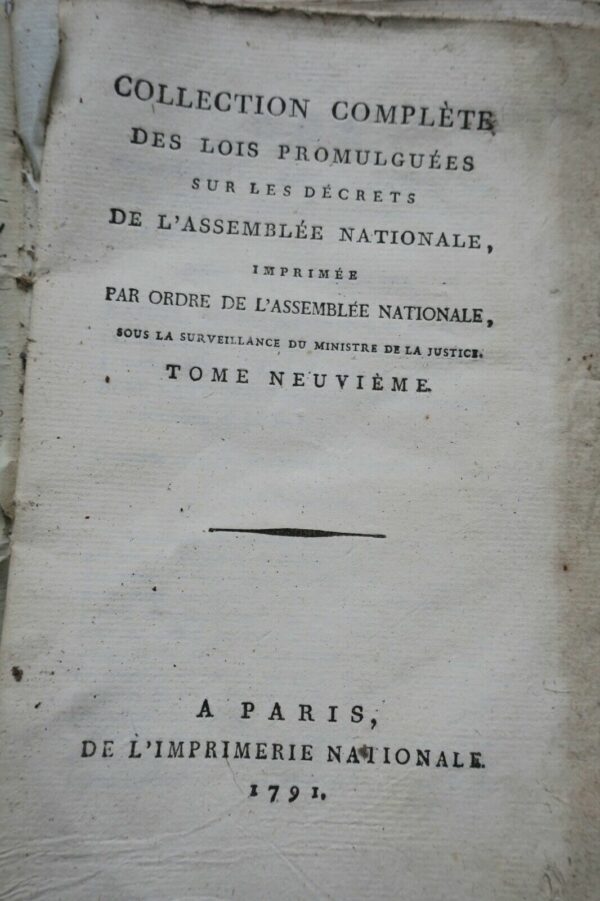 COLLECTION COMPLÈTE
DES LOIS PROMULGUÉES
SUR LES DÉCRETS
DE L'ASSEMBLÉE NATIONALE,
IMPRIMÉE
PAR ORDRE DE L'ASSEMBLÉE NATIONALE,
SOUS LA SURVEILLANCE DU MINISTRE DE LA JUSTICE.
TOME NEUVIÈME.
A PARIS,
DE L'IMPRIMERIE NATIONALE.
1791.